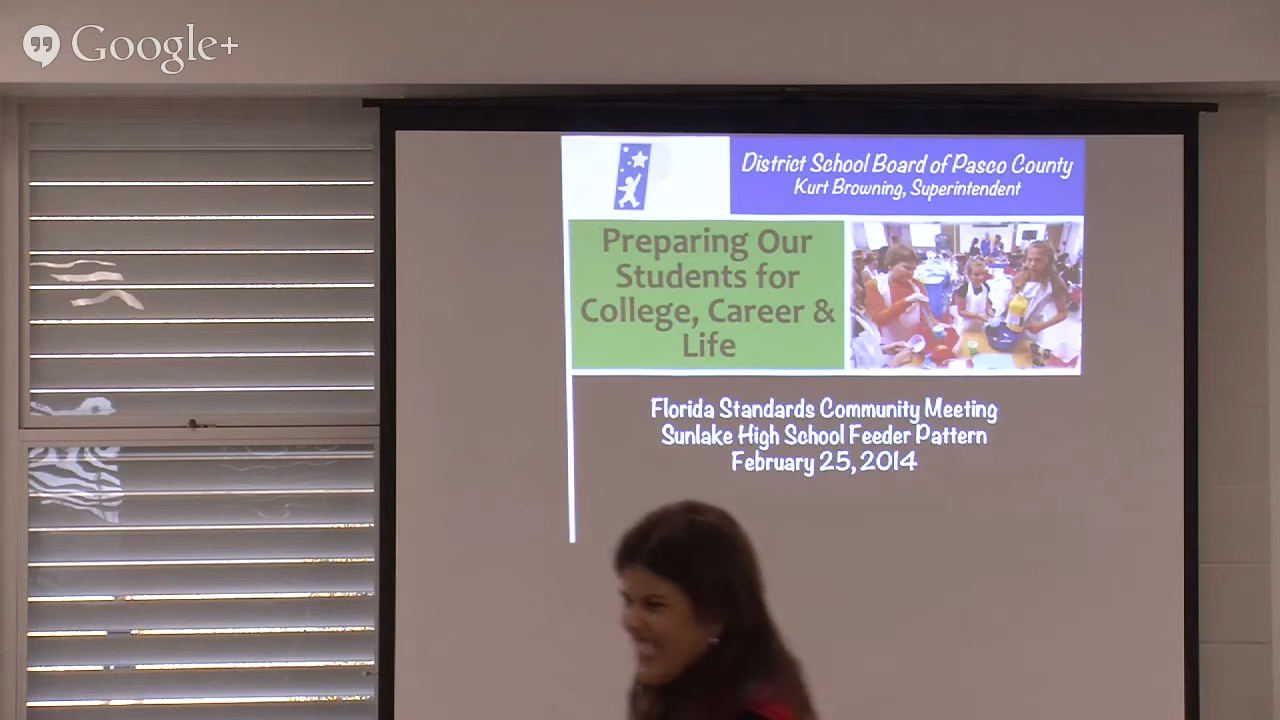 Google+
District School Board of Pasco County
Kurt Browning, Superintendent
Preparing Our
Students for
College, Career &
Life
Florida Standards Community Meeting
Sunlake High School Feeder Pattern
February 25, 2014